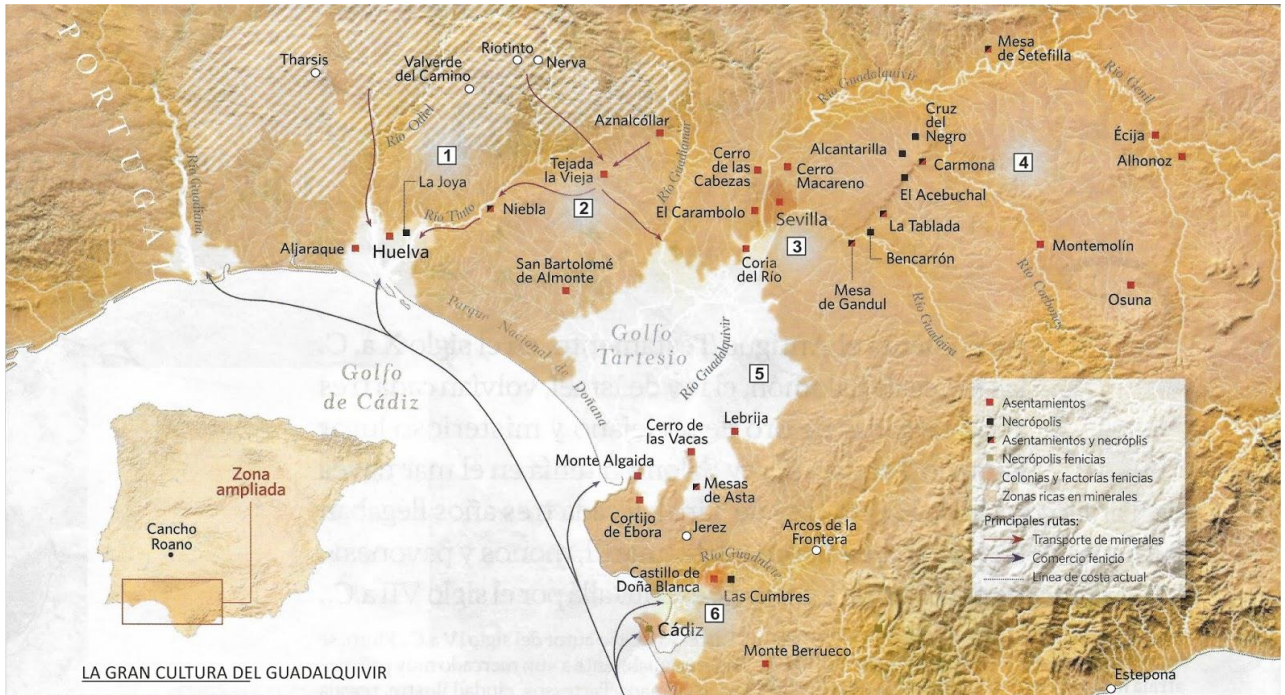 PORTUGAL
Tharsis
Valverde
del Camino
Riotinto
Nerva
Mesa
de Setefilla
Río Guadalquivir
Río Genil
Río Odiel
Aznalcóllar
Río Guadiamar
Cruz
del
Negro
Écija
Alhonoz
1
Cerro
de las
Cabezas
Alcantarilla
Carmona
4
Río Guadiana
La Joya
Tejada
la Vieja
Cerro
Macareno
El Acebuchal
Río Tinto
Niebla
2
El Carambolo
Sevilla
La Tablada
Aljaraque
Huelva
3
Bencarrón
Montemolín
San Bartolomé
de Almonte
Coria
del Río
Mesa
de Gandul
Osuna
Río Corbones
Río Guadaira
Parque Nacional de Doñana
Golfo
Tartesio
Río Guadalquivir
Golfo
de Cádiz
5
Lebrija
Cerro de
las Vacas
Monte Algaida
Mesas
de Asta
Cortijo
de Ébora
Jerez
Arcos de la
Frontera
Río Guadalete
Castillo de
Doña Blanca
Las Cumbres
6
Cádiz
Monte Berrueco
Estepona
Asentamientos
Necrópolis
Asentamientos y necróplis
Necrópolis fenicias
Colonias y factorías fenicias
Zonas ricas en minerales
Principales rutas:
Transporte de minerales
Comercio fenicio
Línea de costa actual
Zona
ampliada
Cancho
Roano
LA GRAN CULTURA DEL GUADALQUIVIR